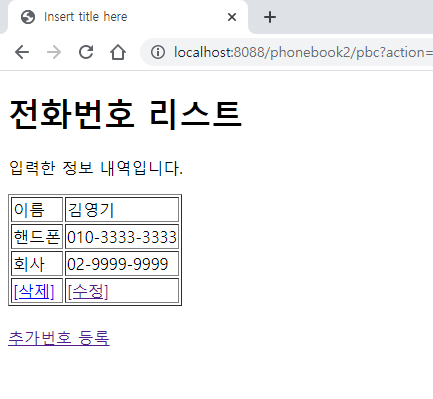 Insert title here
localhost:8088/phonebook2/pbc?action=
전화번호 리스트
입력한 정보 내역입니다.
이름 김영기
핸드폰 010-3333-3333
회사 02-9999-9999
[삭제] [수정]
추가번호 등록